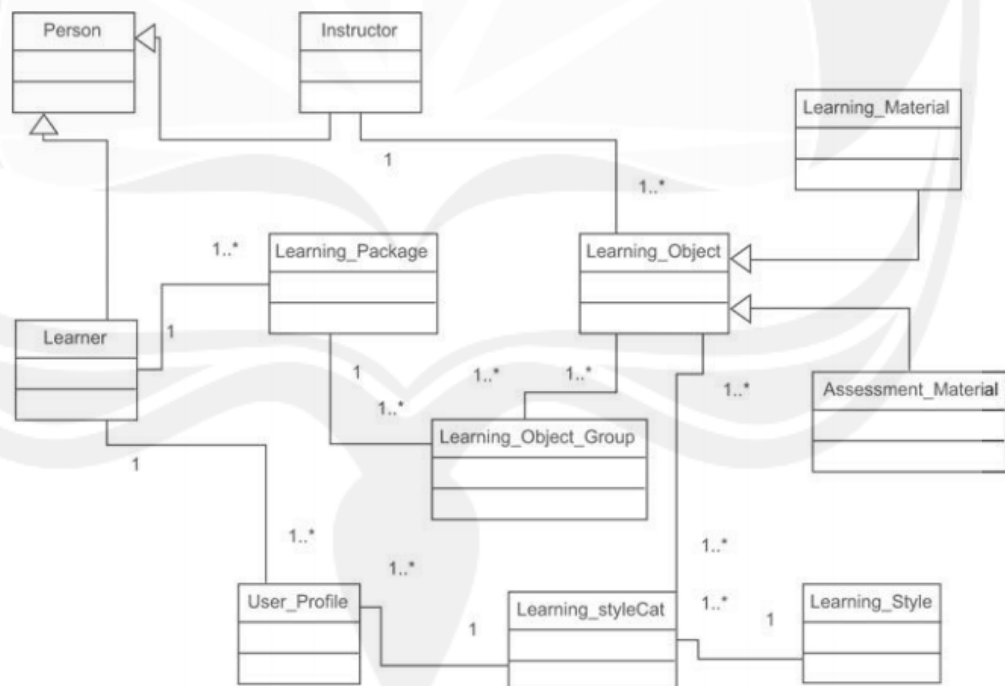 Person
Instructor
Learning_Material
1
1..*
1..*
Learning_Package
Learning_Object
Learner
1
1
1..*
1..*
1..*
Assessment_Material
1..*
Learning_Object_Group
1
1..*
1..*
1..*
User_Profile
Learning_styleCat
1..*
Learning_Style
1
1